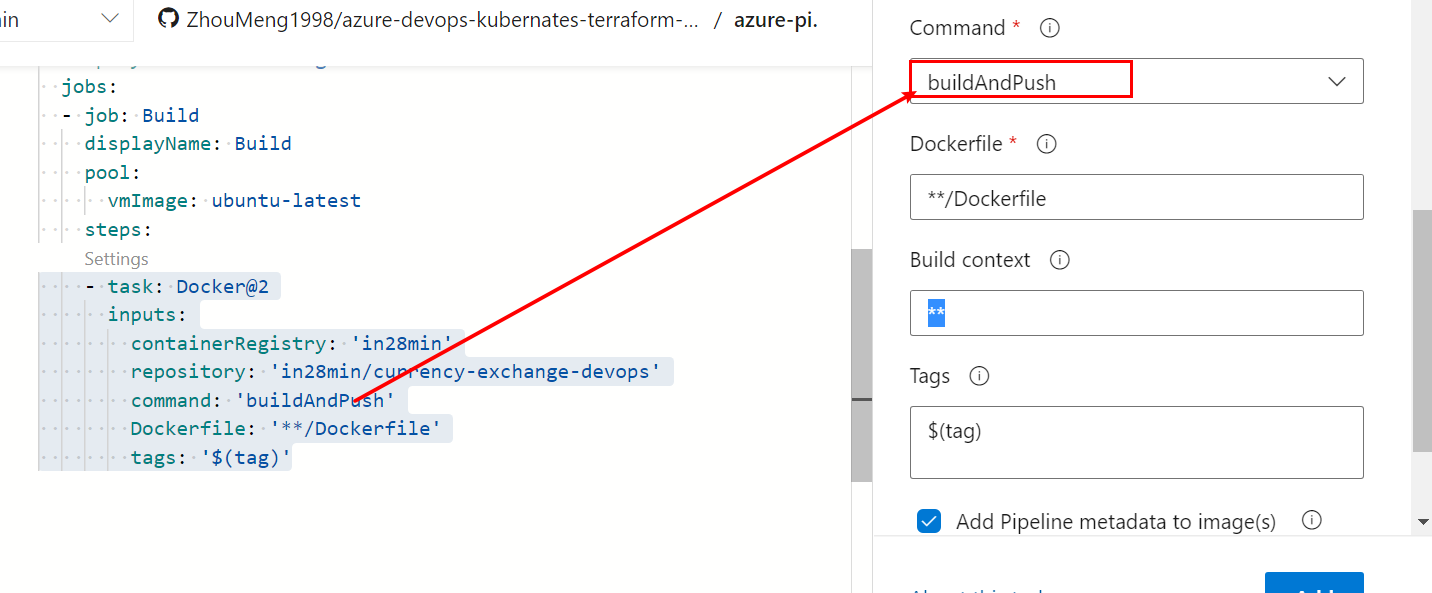 in
ZhouMeng1998/azure-devops-kubernates-terraform-... / azure-pi.
jobs:
- job: Build
displayName: Build
pool:
vmImage: ubuntu-latest
steps:
Settings
- task: Docker@2
inputs:
containerRegistry: 'in28min'
repository: 'in28min/currency-exchange-devops'
command: 'buildAndPush'
Dockerfile: '**/Dockerfile'
tags: '$(tag)'
Command *
buildAndPush
Dockerfile *
**/Dockerfile
Build context
**
Tags
$(tag)
Add Pipeline metadata to image(s)